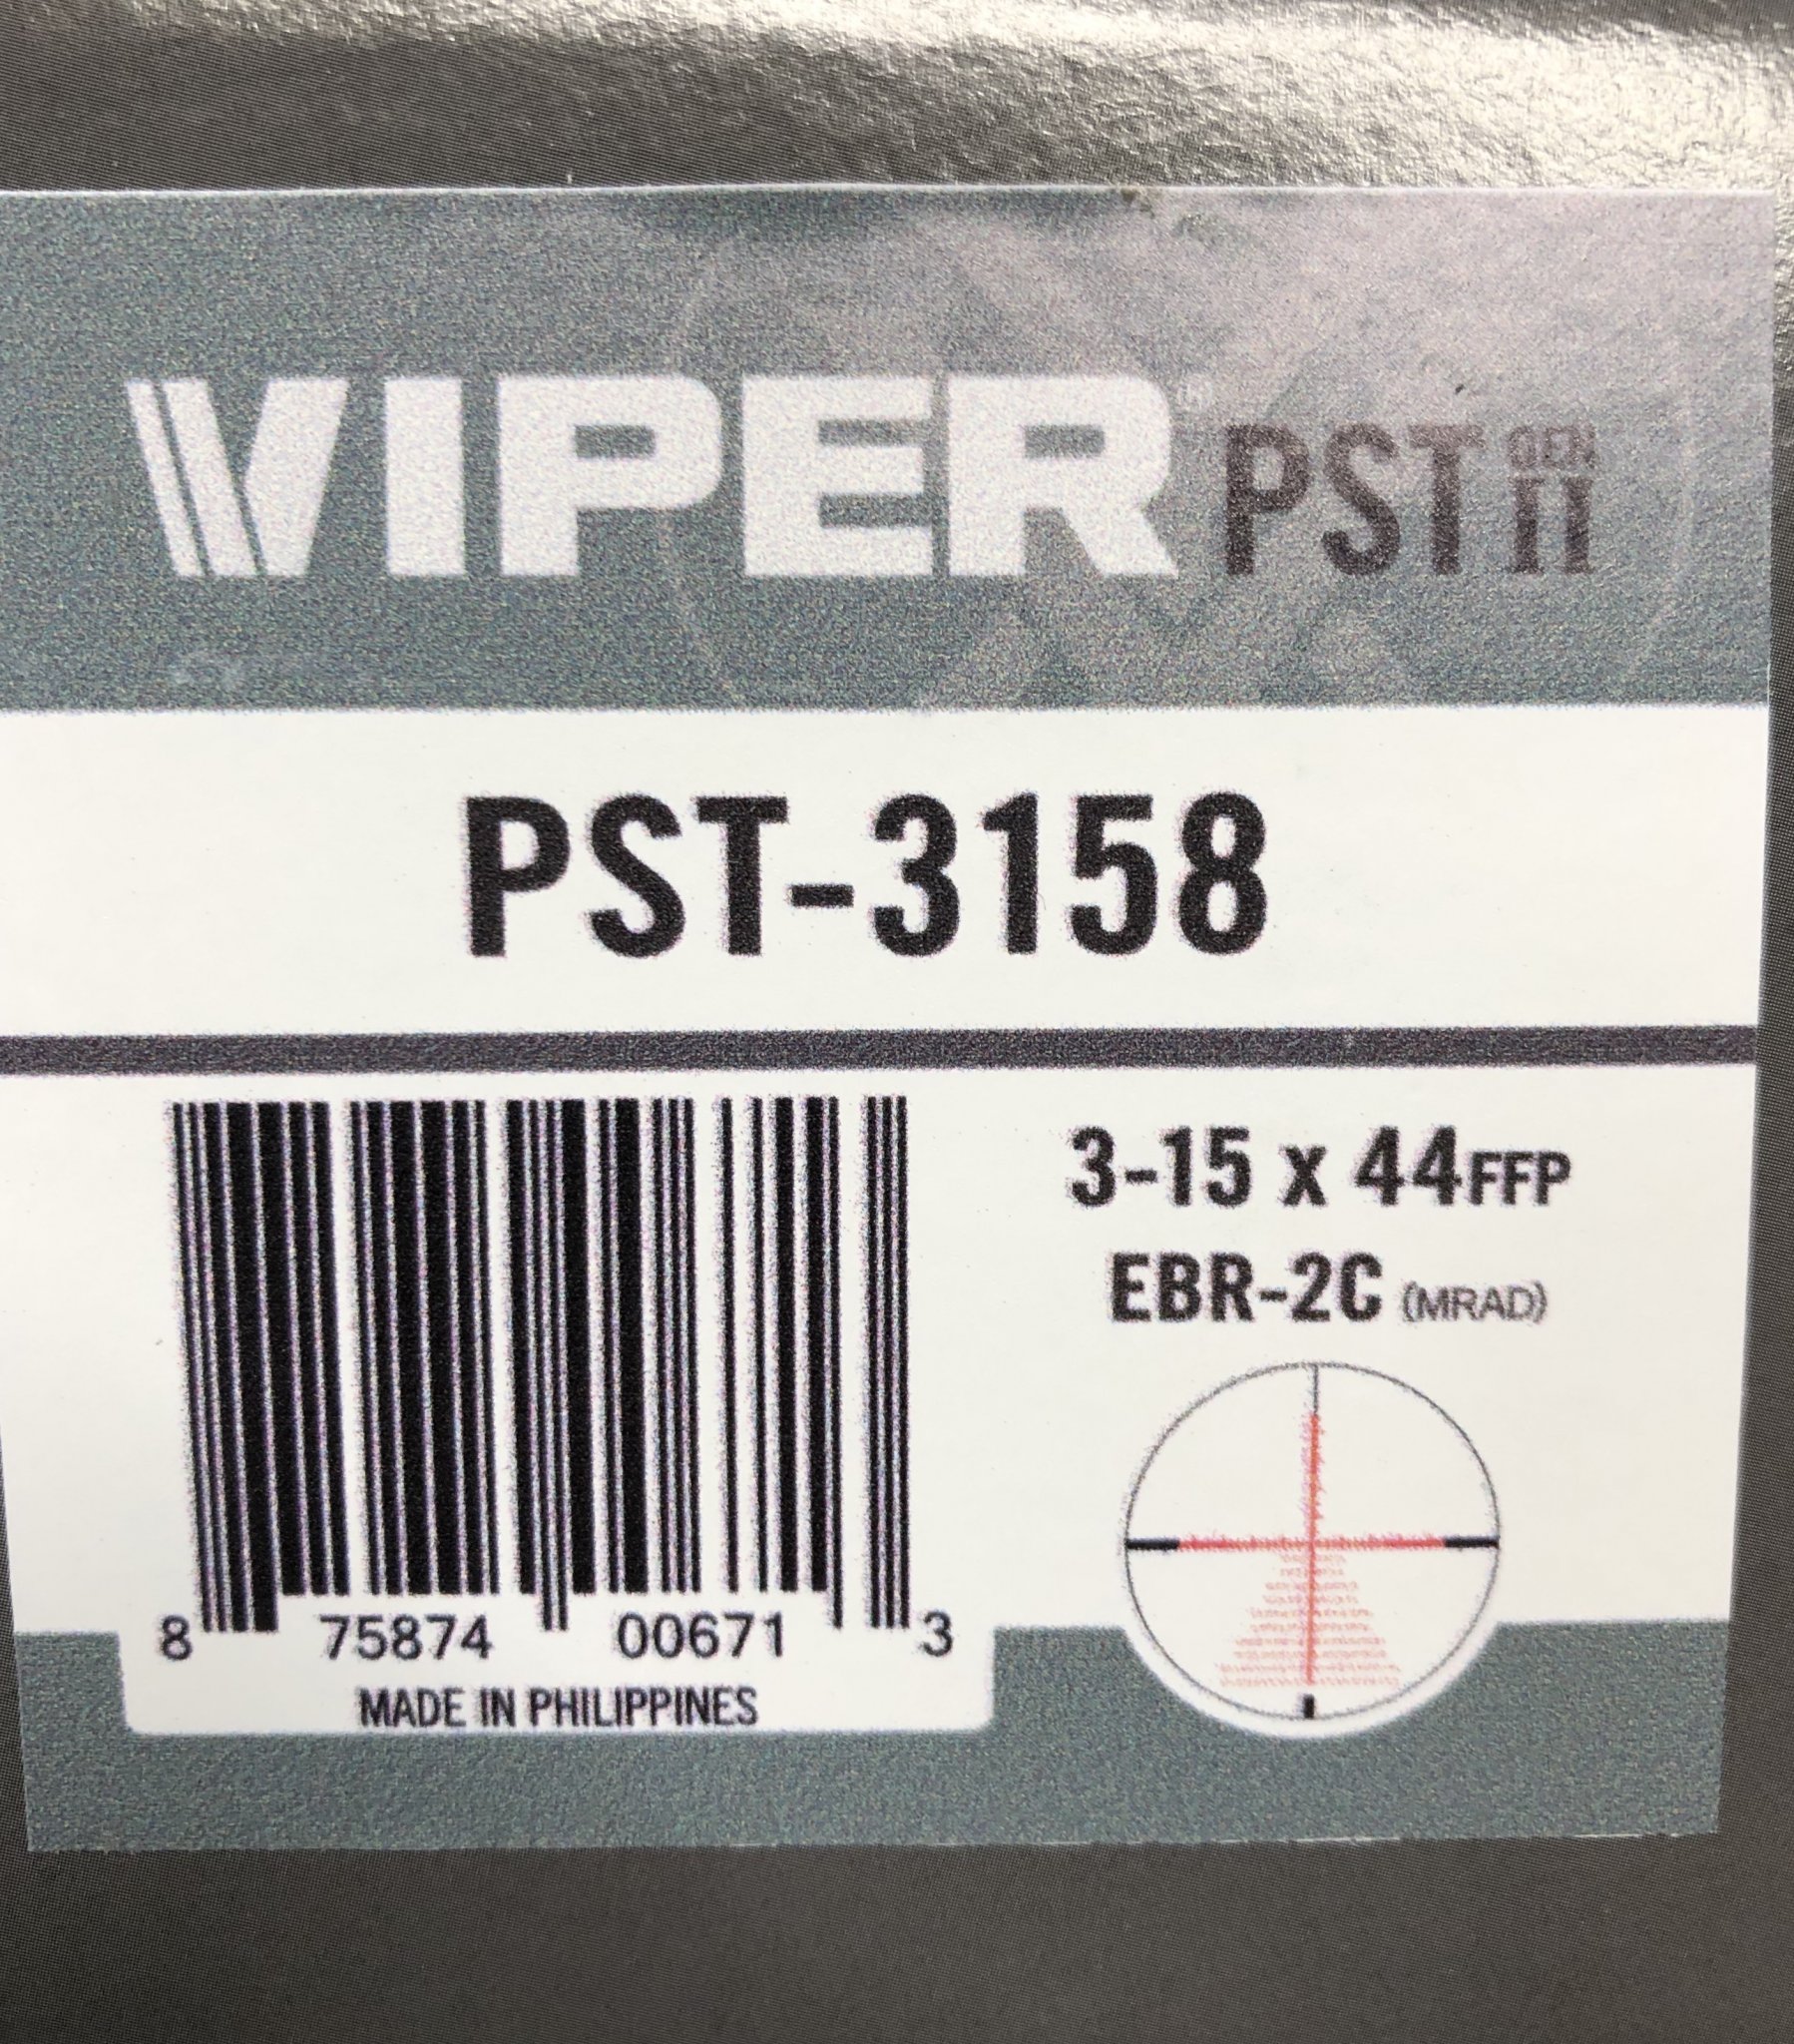 VIPER® PST GEN II
PST-3158
3-15 x 44FFP
EBR-2C (MRAD)
8 75874 00671 3
MADE IN PHILIPPINES